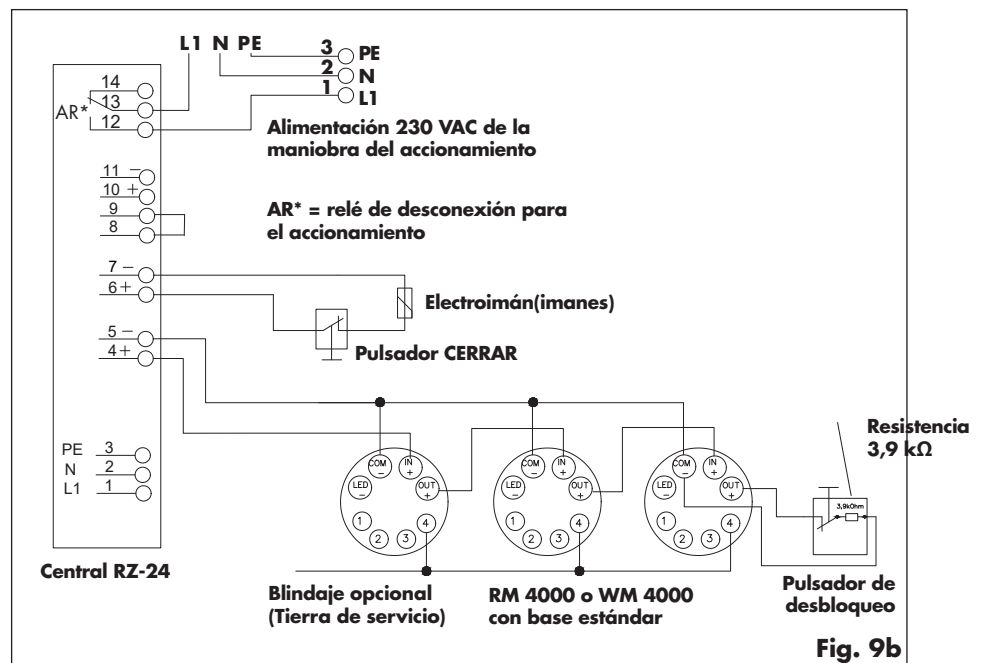 L1 N PE
3 PE
2 N
1 L1
14
AR* 13
12
Alimentación 230 VAC de la
maniobra del accionamiento
11 -
10 +
9
8
AR* = relé de desconexión para
el accionamiento
7 -
6+
Electroimán(imanes)
Pulsador CERRAR
5 -
4+
Resistencia
3,9 kΩ
COM -
IN +
LED -
OUT +
1
2
3
4
COM -
IN +
LED -
OUT +
1
2
3
4
COM -
IN +
LED -
OUT +
1
2
3
4
3,9kOhm
PE 3
N 2
L1 1
Central RZ-24
Blindaje opcional
(Tierra de servicio)
RM 4000 o WM 4000
con base estándar
Pulsador de
desbloqueo
Fig. 9b